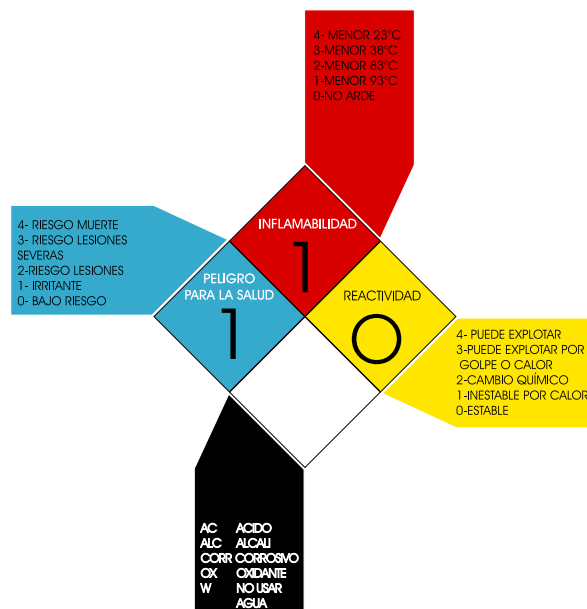 4- MENOR 23°C
3-MENOR 38°C
2-MENOR 83°C
1-MENOR 93°C
0-NO ARDE
4- RIESGO MUERTE
3- RIESGO LESIONES
SEVERAS
2-RIESGO LESIONES
1- IRRITANTE
0- BAJO RIESGO
INFLAMABILIDAD
1
PELIGRO
PARA LA SALUD
1
REACTIVIDAD
0
4- PUEDE EXPLOTAR
3-PUEDE EXPLOTAR POR
GOLPE O CALOR
2-CAMBIO QUÍMICO
1-INESTABLE POR CALOR
0-ESTABLE
AC ACIDO
ALC ALCALI
CORR CORROSIVO
OX OXIDANTE
W NO USAR
AGUA